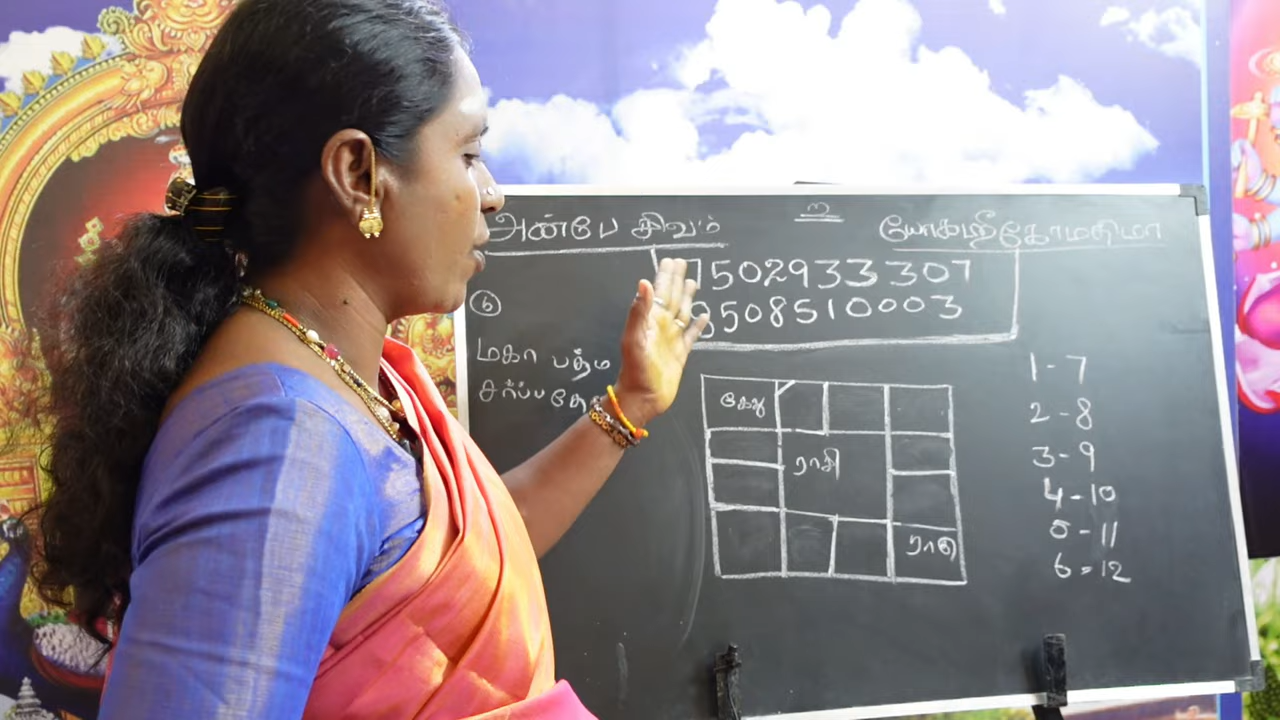 உ
அன்பே சிவம்
யோகஸ்ரீ கோமதிமா
7502933307
9508510003
6
மகா பத்ம
சர்ப்ப
1 - 7
2 - 8
3 - 9
4 - 10
5 - 11
6 - 12
கேது
ராசி
ராகு